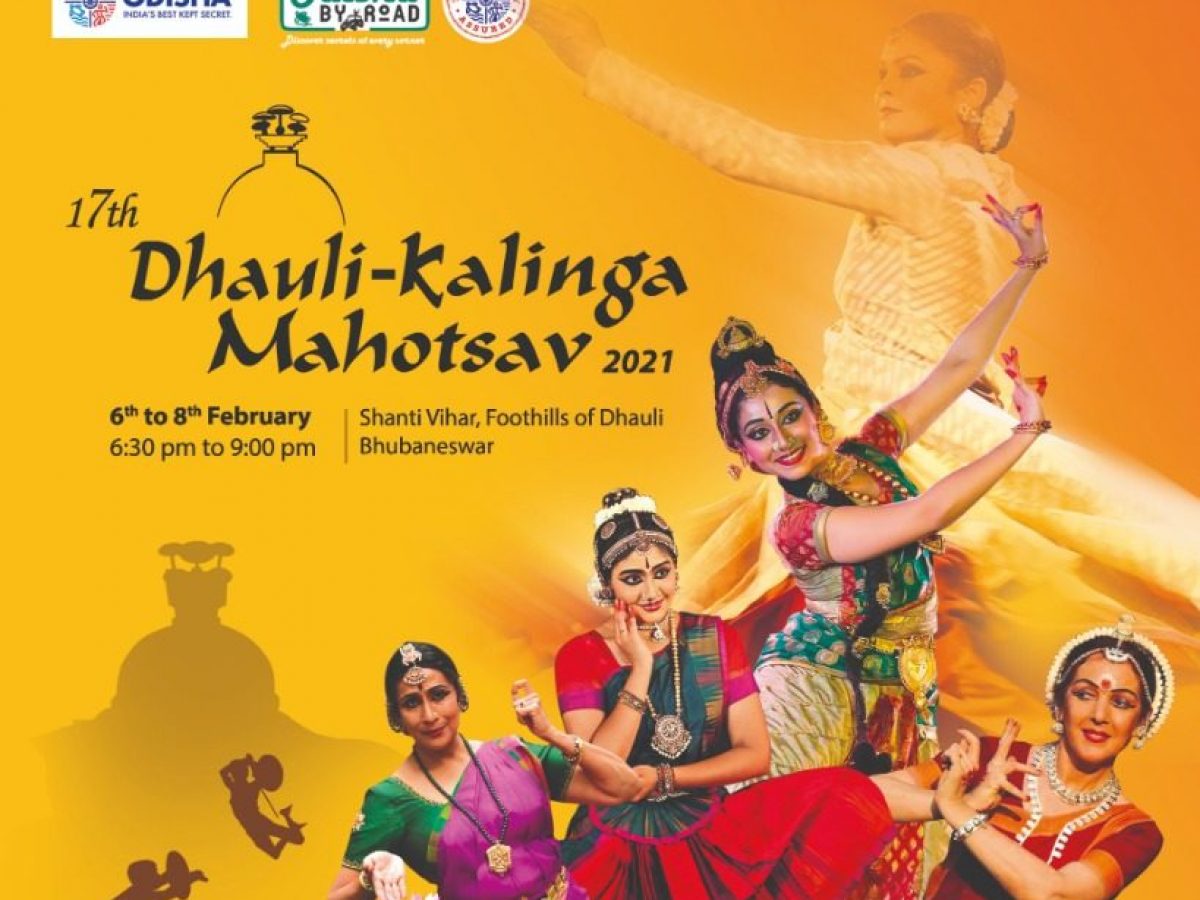 ODISHA
INDIA'S BEST KEPT SECRET.
BY ROAD
Discover secrets at every corner
ASSURED
17th
Dhauli-Kalinga
Mahotsav 2021
6th to 8th February
6:30 pm to 9:00 pm
Shanti Vihar, Foothills of Dhauli
Bhubaneswar